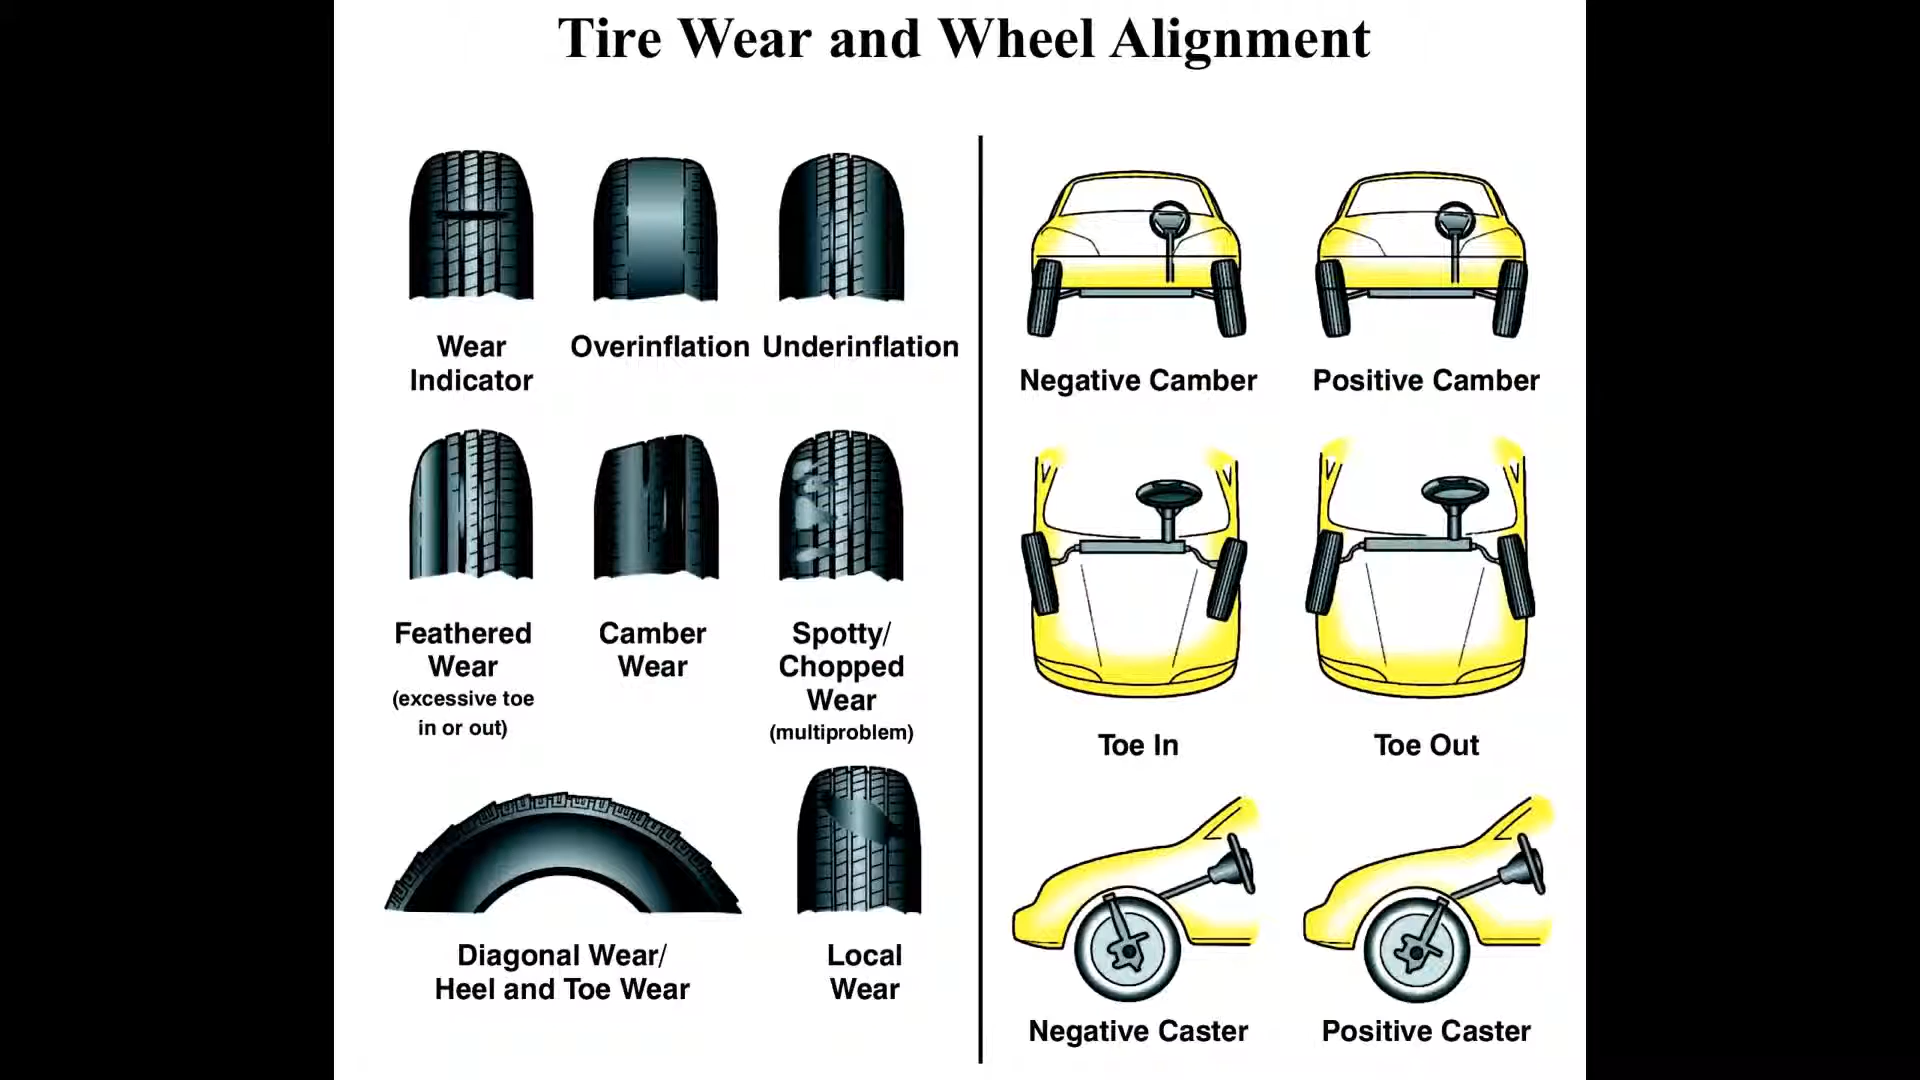 Tire Wear and Wheel Alignment
Wear
Indicator
Overinflation
Underinflation
Feathered
Wear
(excessive toe
in or out)
Camber
Wear
Spotty/
Chopped
Wear
(multiproblem)
Diagonal Wear/
Heel and Toe Wear
Local
Wear
Negative Camber
Positive Camber
Toe In
Toe Out
Negative Caster
Positive Caster